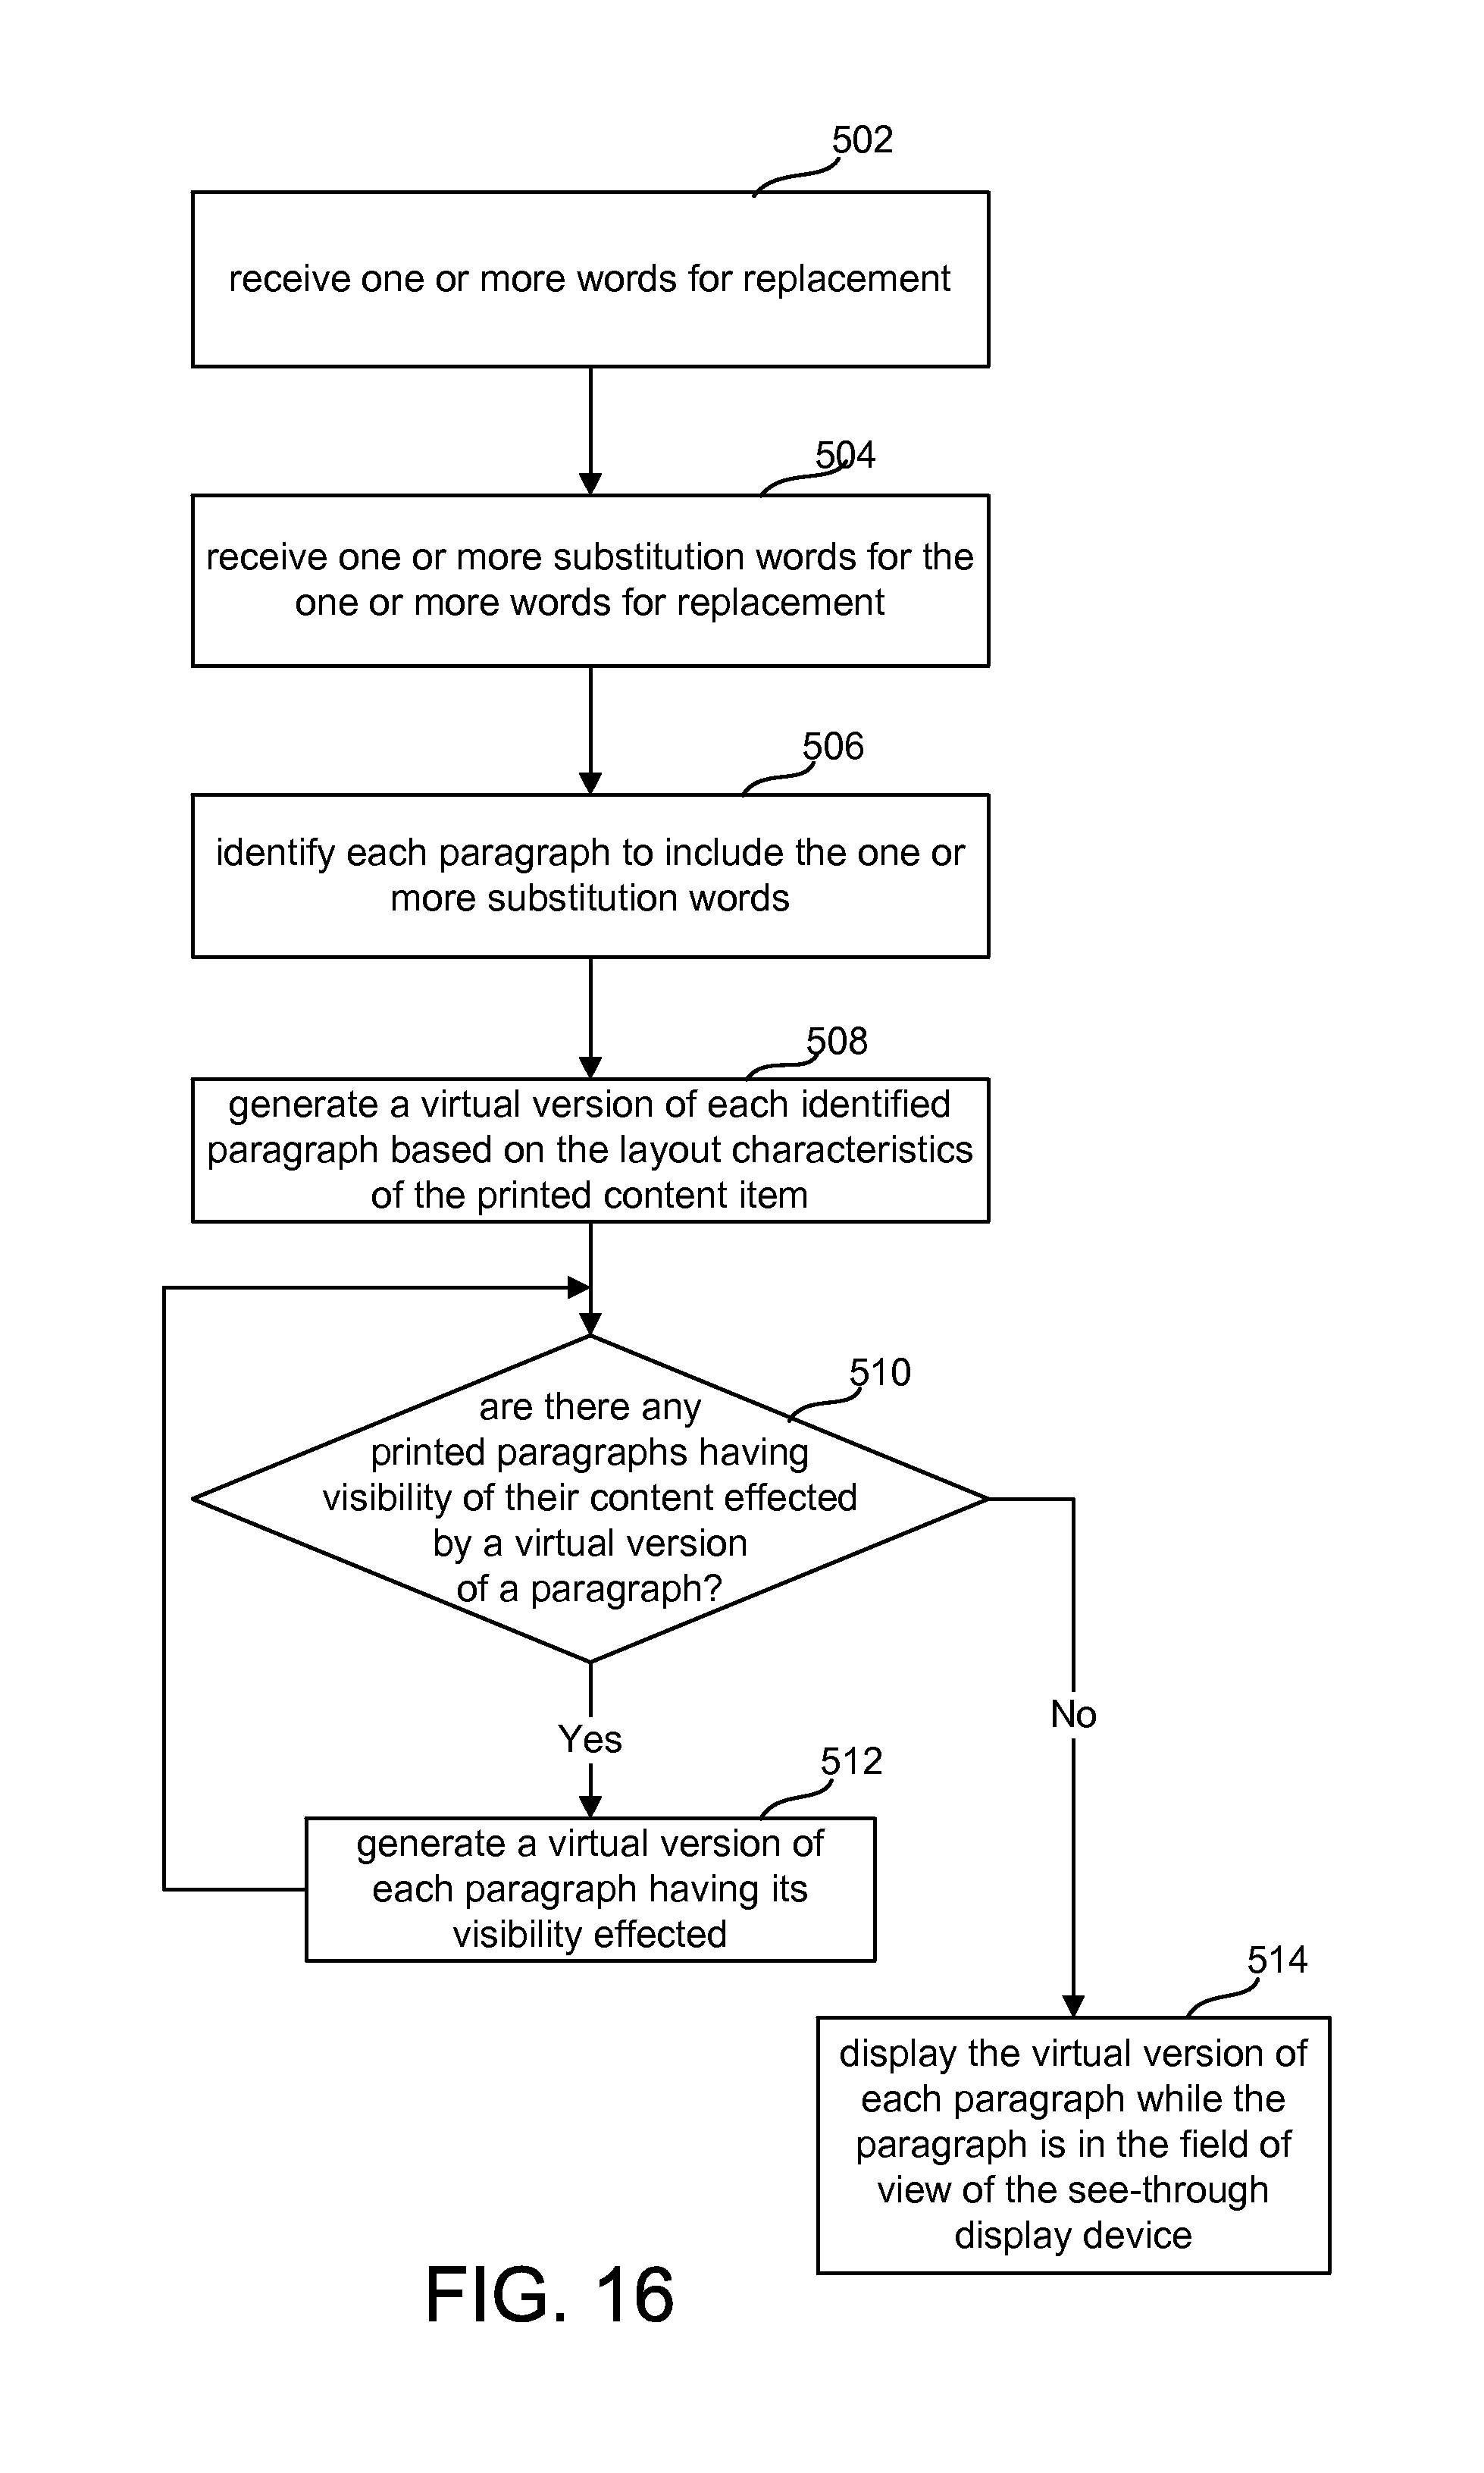 502
receive one or more words for replacement
504
receive one or more substitution words for the
one or more words for replacement
506
identify each paragraph to include the one or
more substitution words
508
generate a virtual version of each identified
paragraph based on the layout characteristics
of the printed content item
510
are there any
printed paragraphs having
visibility of their content effected
by a virtual version
of a paragraph?
No
Yes
512
generate a virtual version of
each paragraph having its
visibility effected
514
display the virtual version of
each paragraph while the
paragraph is in the field of
view of the see-through
display device
FIG. 16